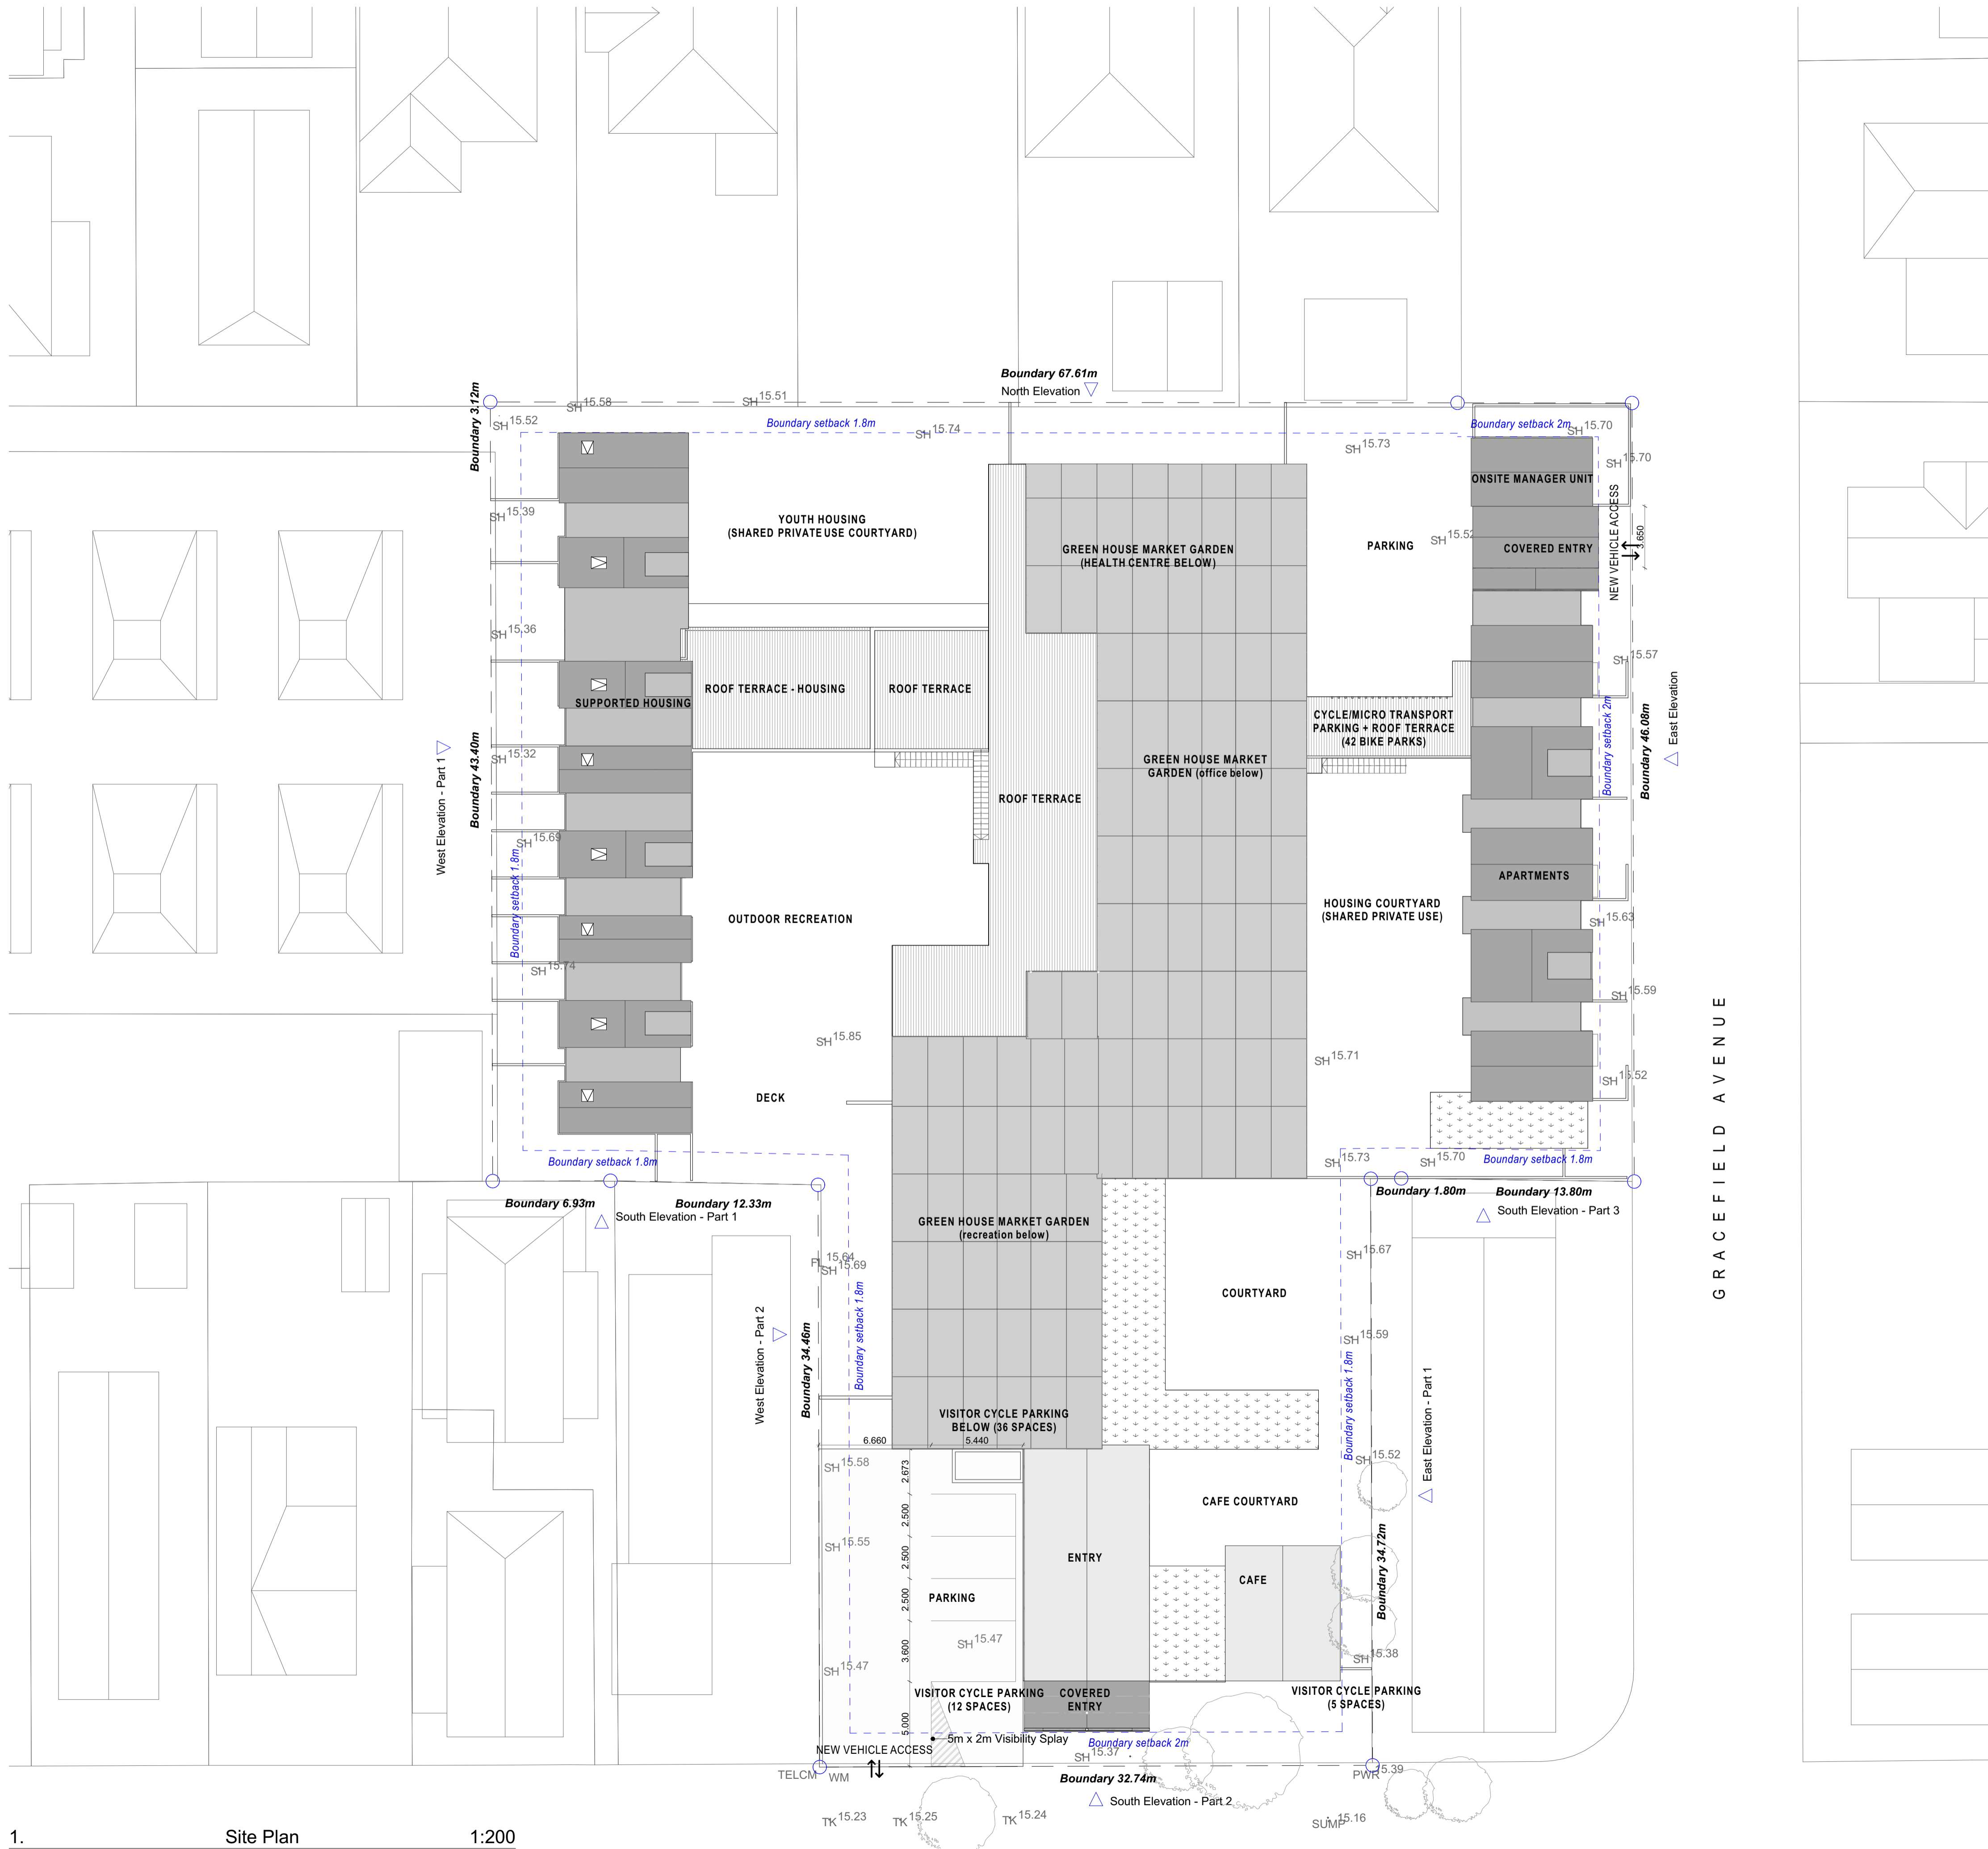 Boundary 67.61m
North Elevation
Boundary 3.12m
SH 15.58
SH 15.51
SH 15.52
Boundary setback 1.8m
SH 15.74
SH 15.73
Boundary setback 2m
SH 15.70
SH 15.70
ONSITE MANAGER UNIT
NEW VEHICLE ACCESS
3.650
SH 15.39
YOUTH HOUSING
(SHARED PRIVATE USE COURTYARD)
GREEN HOUSE MARKET GARDEN
(HEALTH CENTRE BELOW)
PARKING
SH 15.52
COVERED ENTRY
SH 15.36
SH 15.57
ROOF TERRACE - HOUSING
ROOF TERRACE
SUPPORTED HOUSING
CYCLE/MICRO TRANSPORT
PARKING + ROOF TERRACE
(42 BIKE PARKS)
Boundary setback 2m
Boundary 46.08m
East Elevation
West Elevation - Part 1
Boundary 43.40m
SH 15.32
GREEN HOUSE MARKET
GARDEN (office below)
ROOF TERRACE
SH 15.69
Boundary setback 1.8m
OUTDOOR RECREATION
HOUSING COURTYARD
(SHARED PRIVATE USE)
APARTMENTS
SH 15.63
SH 15.74
SH 15.59
SH 15.85
SH 15.71
SH 15.52
DECK
GRACEFIELD AVENUE
Boundary setback 1.8m
SH 15.73
SH 15.70
Boundary setback 1.8m
Boundary 6.93m
Boundary 12.33m
South Elevation - Part 1
Boundary 1.80m
Boundary 13.80m
South Elevation - Part 3
GREEN HOUSE MARKET GARDEN
(recreation below)
FL 15.64
SH 15.69
SH 15.67
COURTYARD
West Elevation - Part 2
Boundary 34.46m
Boundary setback 1.8m
SH 15.59
Boundary setback 1.8m
East Elevation - Part 1
VISITOR CYCLE PARKING
BELOW (36 SPACES)
6.660
5.440
SH 15.58
2.673
SH 15.52
CAFE COURTYARD
2.500
SH 15.55
2.500
ENTRY
CAFE
Boundary 34.72m
2.500
PARKING
SH 15.47
3.600
SH 15.47
SH 15.38
VISITOR CYCLE PARKING
(12 SPACES)
COVERED
ENTRY
VISITOR CYCLE PARKING
(5 SPACES)
5.000
5m x 2m Visibility Splay
Boundary setback 2m
NEW VEHICLE ACCESS
SH 15.37
TELCM
WM
Boundary 32.74m
PWR 15.39
South Elevation - Part 2
TK 15.23
TK 15.25
TK 15.24
SUMP 15.16
1.
Site Plan
1:200